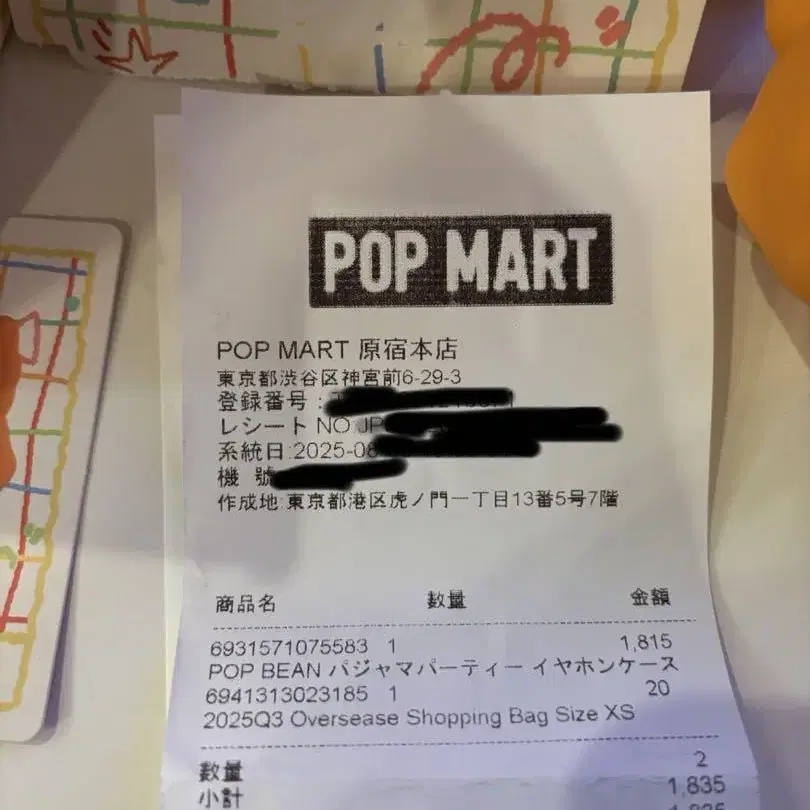 POP MART
POP MART 原宿本店
東京都渋谷区神宮前6-29-3
登録番号:
レシート NO JP
系統日:2025-08
機 號
作成地:東京都港区虎ノ門一丁目13番5号7階
商品名 数量 金額
6931571075583 1 1,815
POP BEAN パジャマパーティー イヤホンケース
6941313023185 1 20
2025Q3 Oversease Shopping Bag Size XS
数量 2
小計 1,835